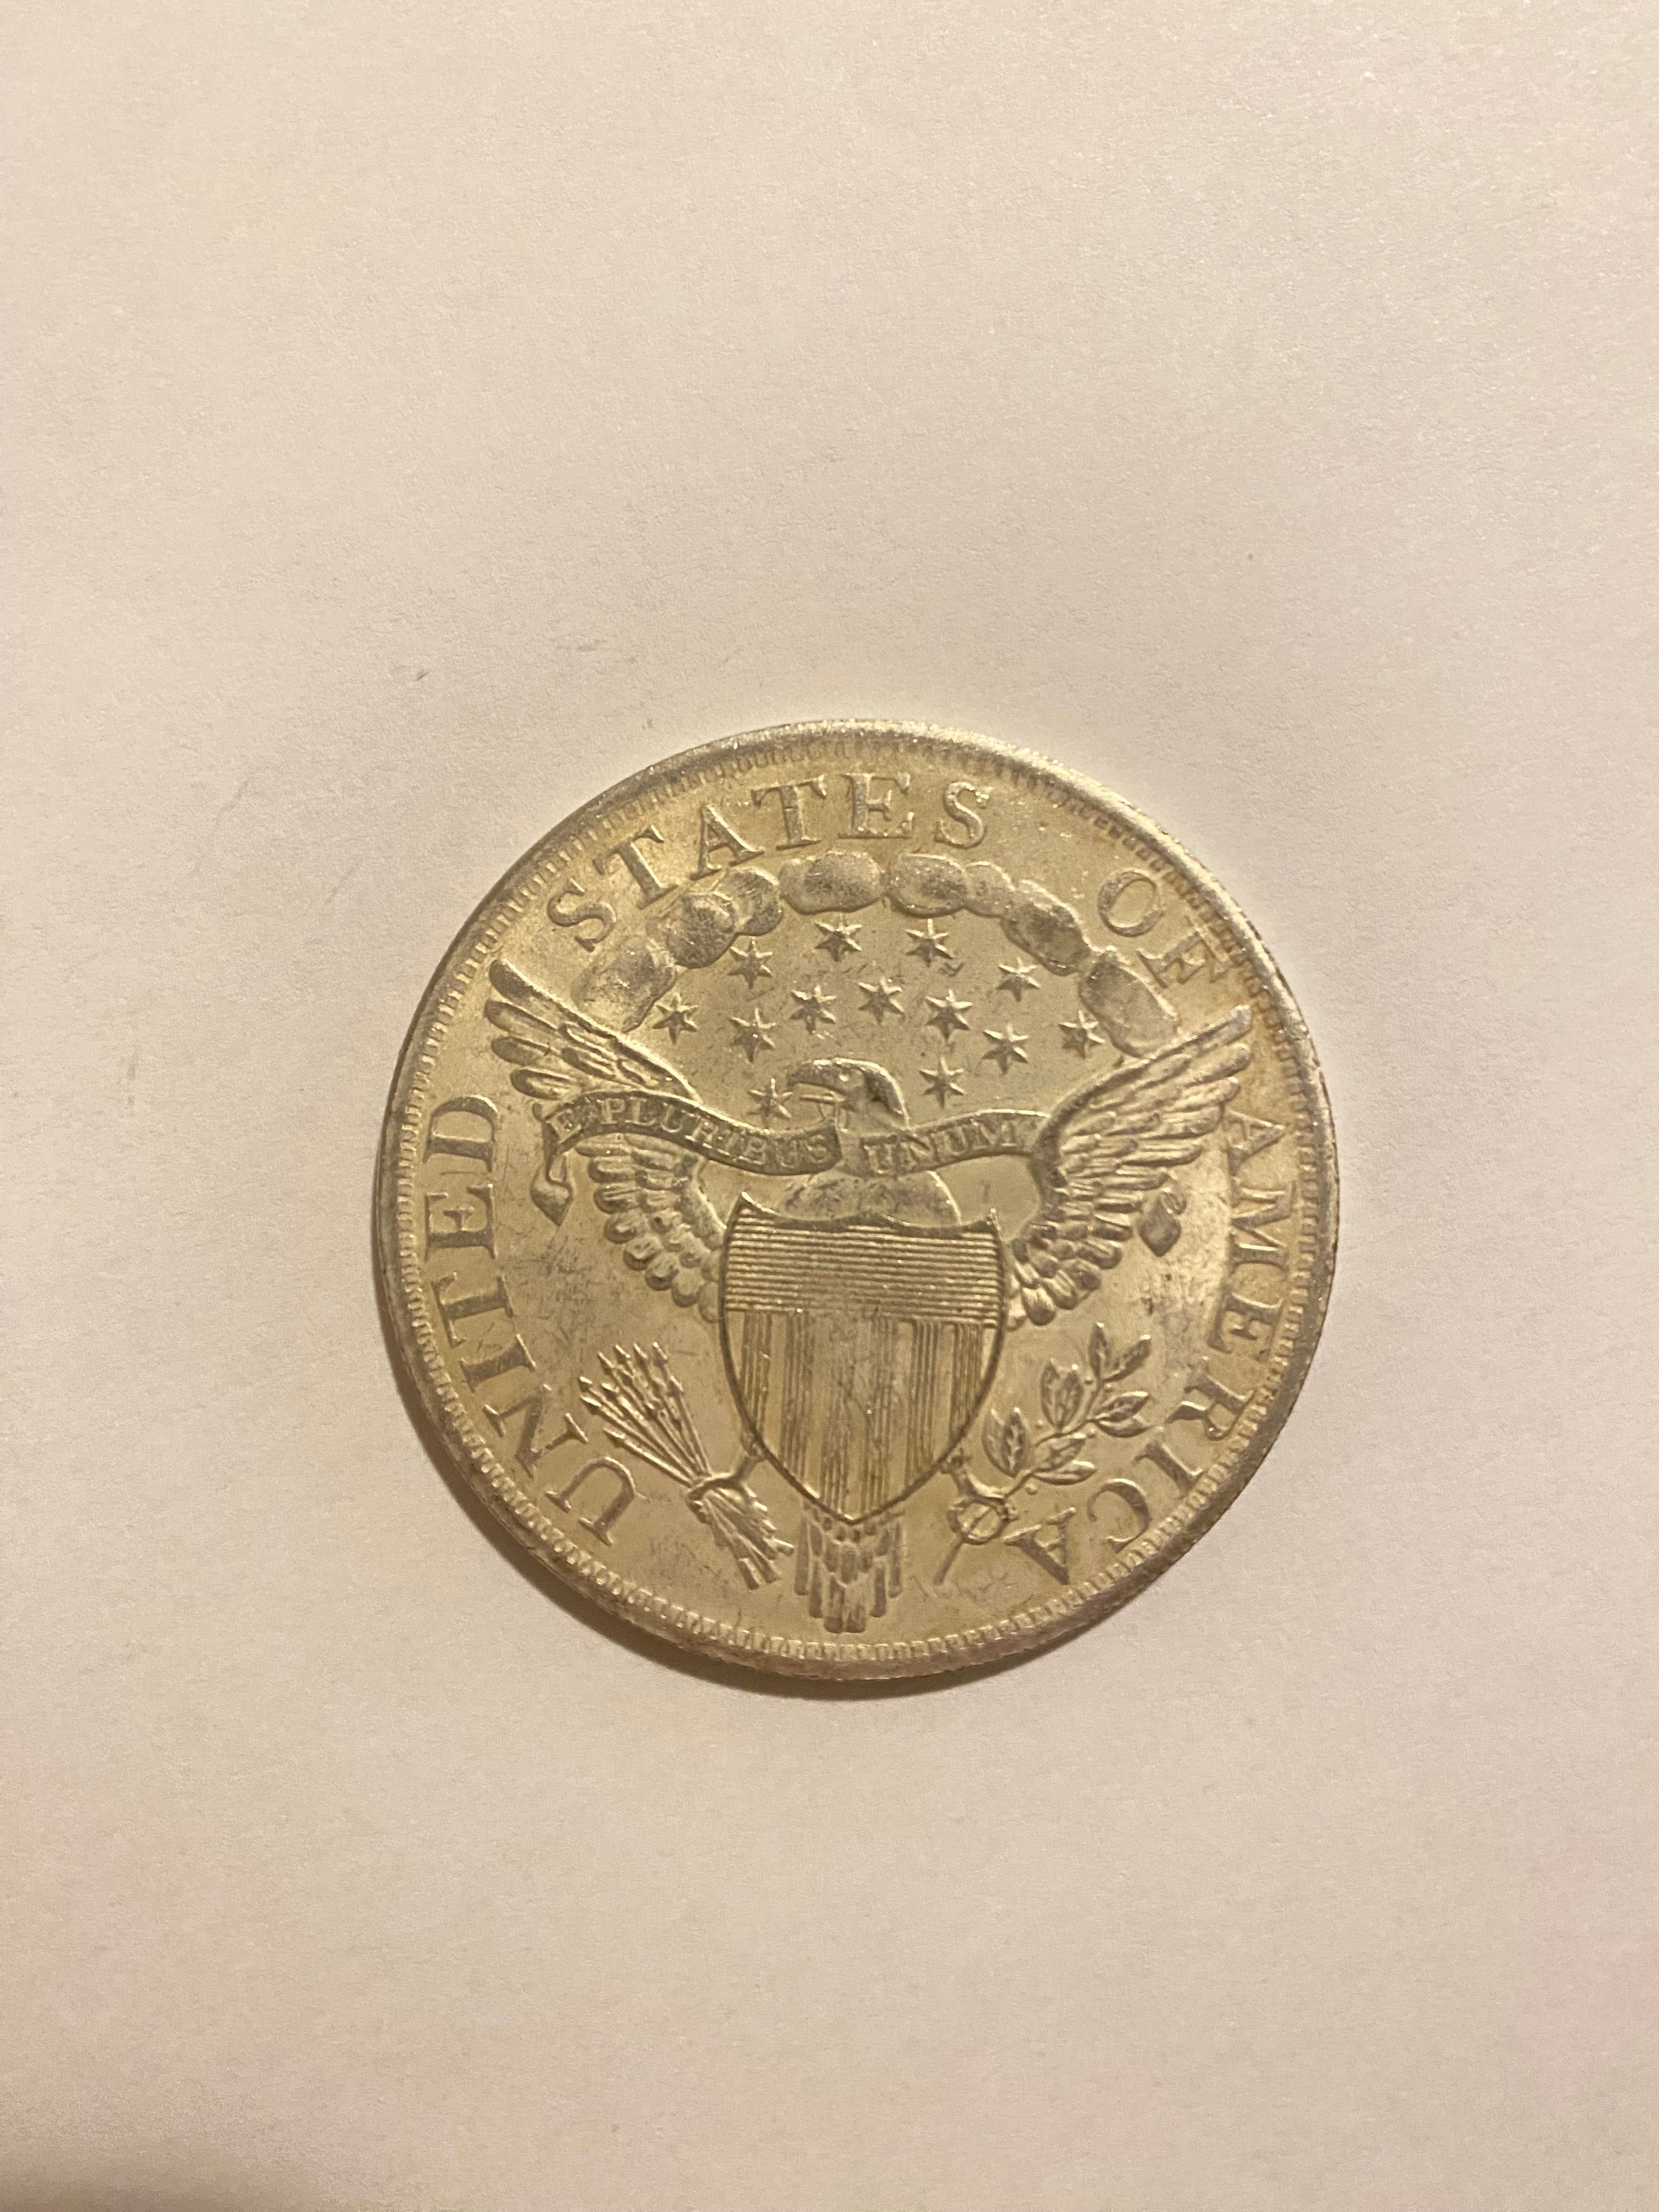 UNITED STATES OF AMERICA
E PLURIBUS UNUM